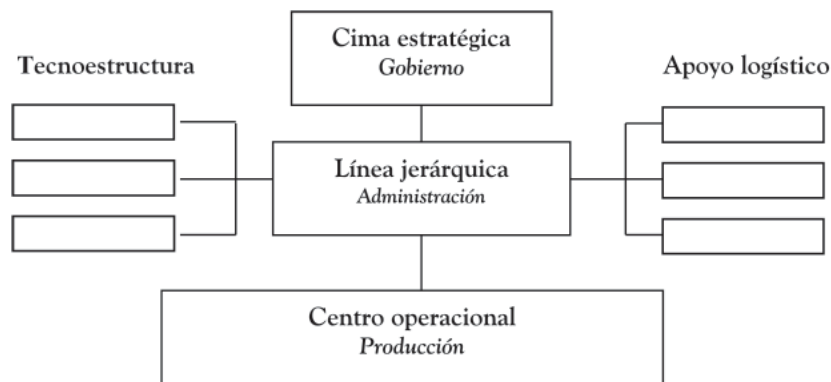 Cima estratégica
Gobierno
Tecnoestructura
Apoyo logístico
Línea jerárquica
Administración
Centro operacional
Producción